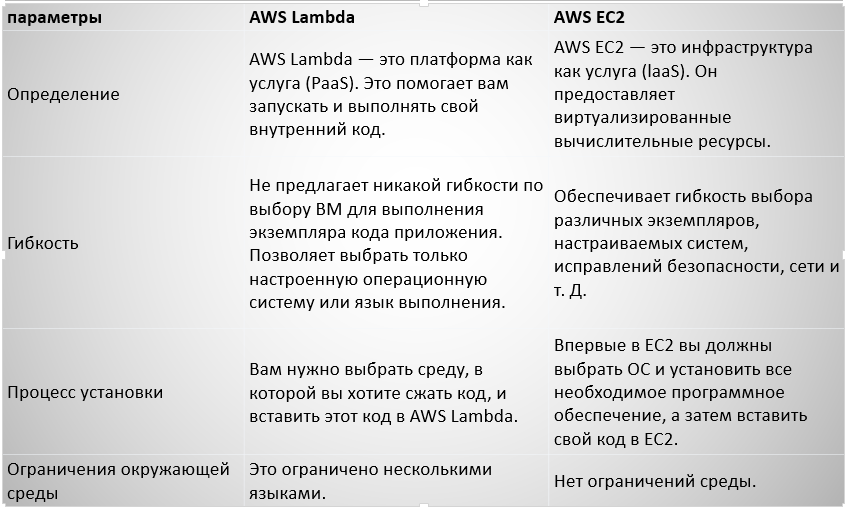 параметры
AWS Lambda
AWS EC2
Определение
AWS Lambda — это платформа как
услуга (PaaS). Это помогает вам
запускать и выполнять свой
внутренний код.
AWS EC2 — это инфраструктура
как услуга (laaS). Он
предоставляет
виртуализированные
вычислительные ресурсы.
Гибкость
Не предлагает никакой гибкости по
выбору ВМ для выполнения
экземпляра кода приложения.
Позволяет выбрать только
настроенную операционную
систему или язык выполнения.
Обеспечивает гибкость выбора
различных экземпляров,
настраиваемых систем,
исправлений безопасности, сети и
т. Д.
Процесс установки
Вам нужно выбрать среду, в
которой вы хотите сжать код, и
вставить этот код в AWS Lambda.
Впервые в EC2 вы должны
выбрать ОС и установить все
необходимое программное
обеспечение, а затем вставить
свой код в EC2.
Ограничения окружающей
среды
Это ограничено несколькими
языками.
Нет ограничений среды.